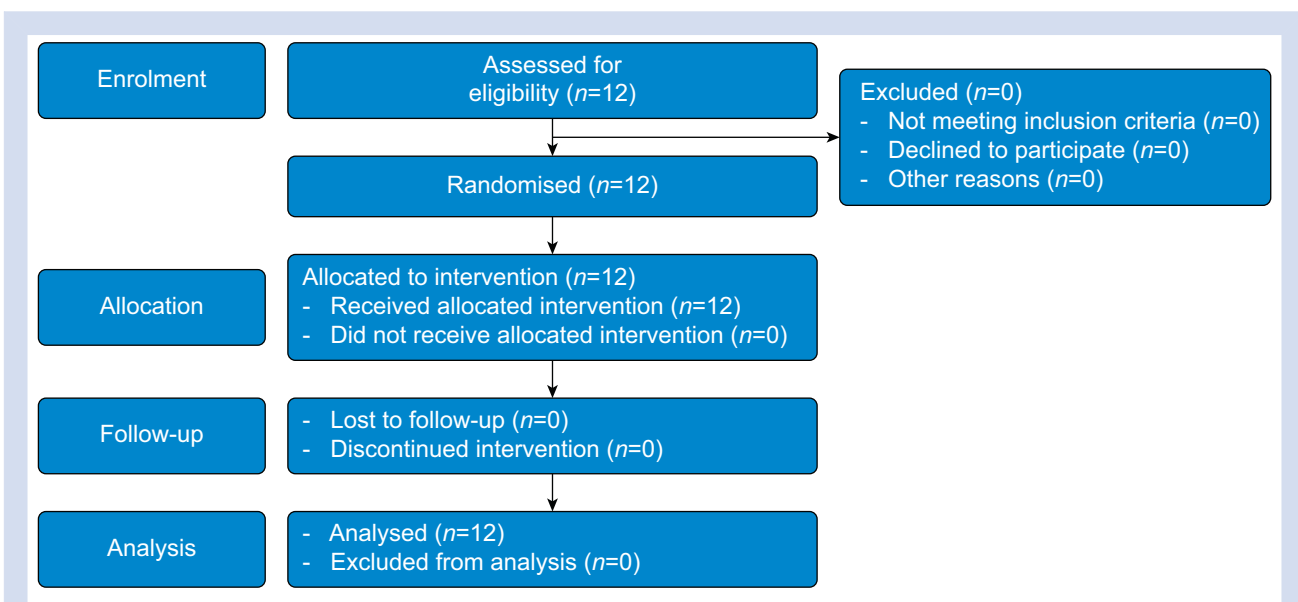 Enrolment
Assessed for
eligibility (n=12)
Excluded (n=0)
- Not meeting inclusion criteria (n=0)
- Declined to participate (n=0)
- Other reasons (n=0)
Randomised (n=12)
Allocation
Allocated to intervention (n=12)
- Received allocated intervention (n=12)
- Did not receive allocated intervention (n=0)
Follow-up
- Lost to follow-up (n=0)
- Discontinued intervention (n=0)
Analysis
- Analysed (n=12)
- Excluded from analysis (n=0)